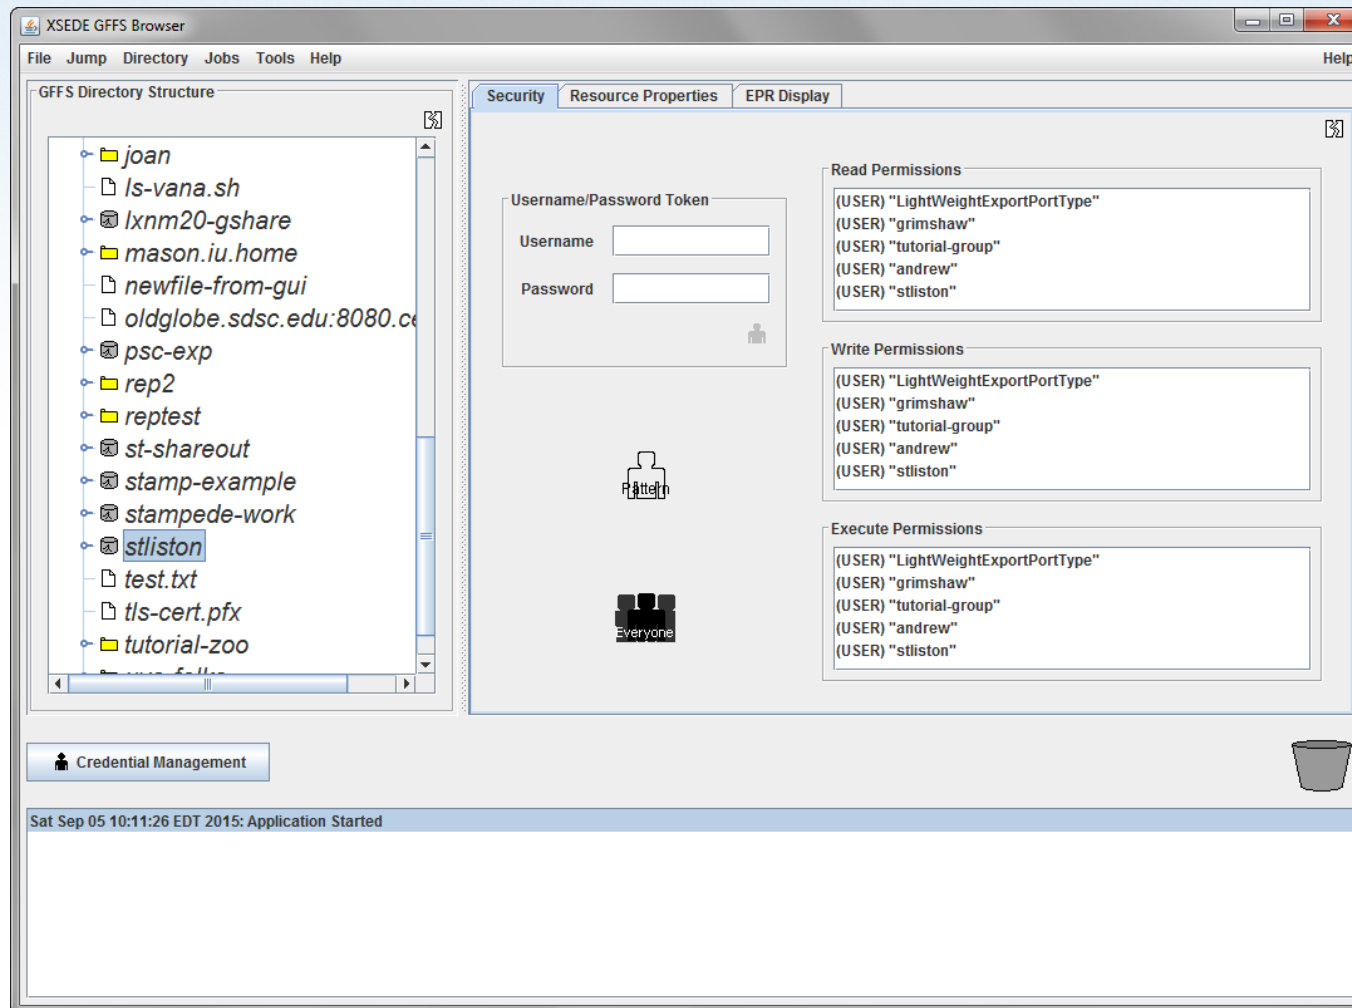 XSEDE GFFS Browser
File Jump Directory Jobs Tools Help Help
GFFS Directory Structure
joan
ls-vana.sh
lxnm20-gshare
mason.iu.home
newfile-from-gui
oldglobe.sdsc.edu:8080.ce
psc-exp
rep2
reptest
st-shareout
stamp-example
stampede-work
stliston
test.txt
tls-cert.pfx
tutorial-zoo
Security Resource Properties EPR Display
Username/Password Token
Username
Password
Pattern
Everyone
Read Permissions
(USER) "LightWeightExportPortType"
(USER) "grimshaw"
(USER) "tutorial-group"
(USER) "andrew"
(USER) "stliston"
Write Permissions
(USER) "LightWeightExportPortType"
(USER) "grimshaw"
(USER) "tutorial-group"
(USER) "andrew"
(USER) "stliston"
Execute Permissions
(USER) "LightWeightExportPortType"
(USER) "grimshaw"
(USER) "tutorial-group"
(USER) "andrew"
(USER) "stliston"
Credential Management
Sat Sep 05 10:11:26 EDT 2015: Application Started